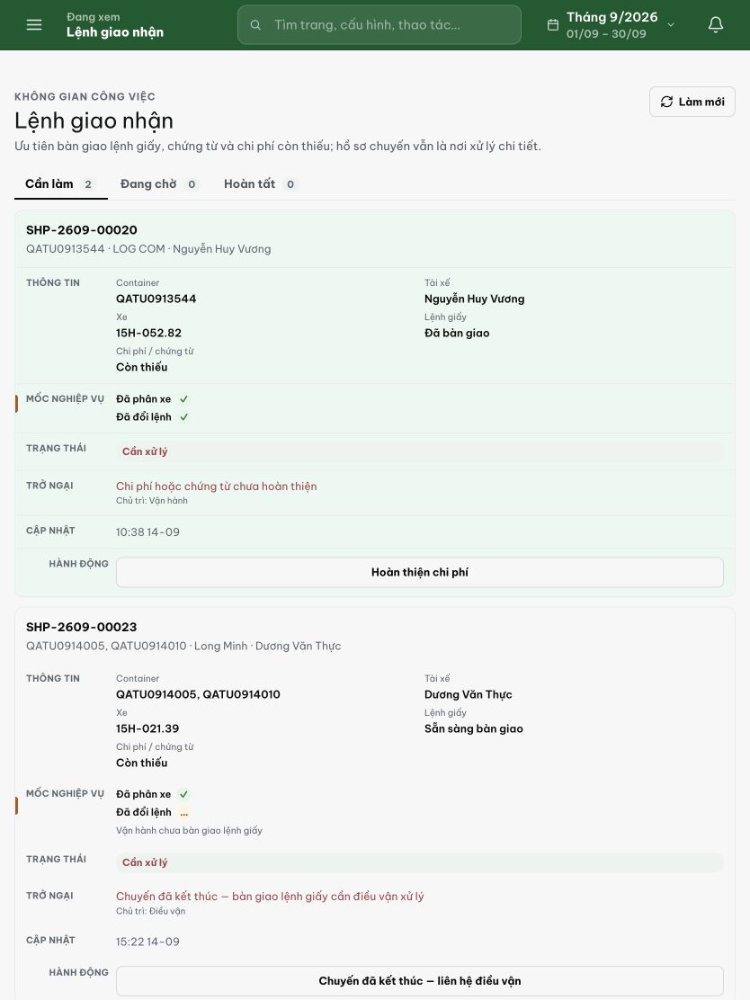 Đang xem
Lệnh giao nhận
Tìm trang, cấu hình, thao tác...
Tháng 9/2026
01/09 – 30/09
KHÔNG GIAN CÔNG VIỆC
Lệnh giao nhận
Làm mới
Ưu tiên bàn giao lệnh giấy, chứng từ và chi phí còn thiếu; hồ sơ chuyến vẫn là nơi xử lý chi tiết.
Cần làm 2 Đang chờ 0 Hoàn tất 0
SHP-2609-00020
QATU0913544 · LOG COM · Nguyễn Huy Vương
THÔNG TIN
Container
QATU0913544
Tài xế
Nguyễn Huy Vương
Xe
15H-052.82
Lệnh giấy
Đã bàn giao
Chi phí / chứng từ
Còn thiếu
MỐC NGHIỆP VỤ
Đã phân xe ✓
Đã đổi lệnh ✓
TRẠNG THÁI
Cần xử lý
TRỞ NGẠI
Chi phí hoặc chứng từ chưa hoàn thiện
Chủ trì: Vận hành
CẬP NHẬT
10:38 14-09
HÀNH ĐỘNG
Hoàn thiện chi phí
SHP-2609-00023
QATU0914005, QATU0914010 · Long Minh · Dương Văn Thực
THÔNG TIN
Container
QATU0914005, QATU0914010
Tài xế
Dương Văn Thực
Xe
15H-021.39
Lệnh giấy
Sẵn sàng bàn giao
Chi phí / chứng từ
Còn thiếu
MỐC NGHIỆP VỤ
Đã phân xe ✓
Đã đổi lệnh ...
Vận hành chưa bàn giao lệnh giấy
TRẠNG THÁI
Cần xử lý
TRỞ NGẠI
Chuyến đã kết thúc — bàn giao lệnh giấy cần điều vận xử lý
Chủ trì: Điều vận
CẬP NHẬT
15:22 14-09
HÀNH ĐỘNG
Chuyến đã kết thúc — liên hệ điều vận